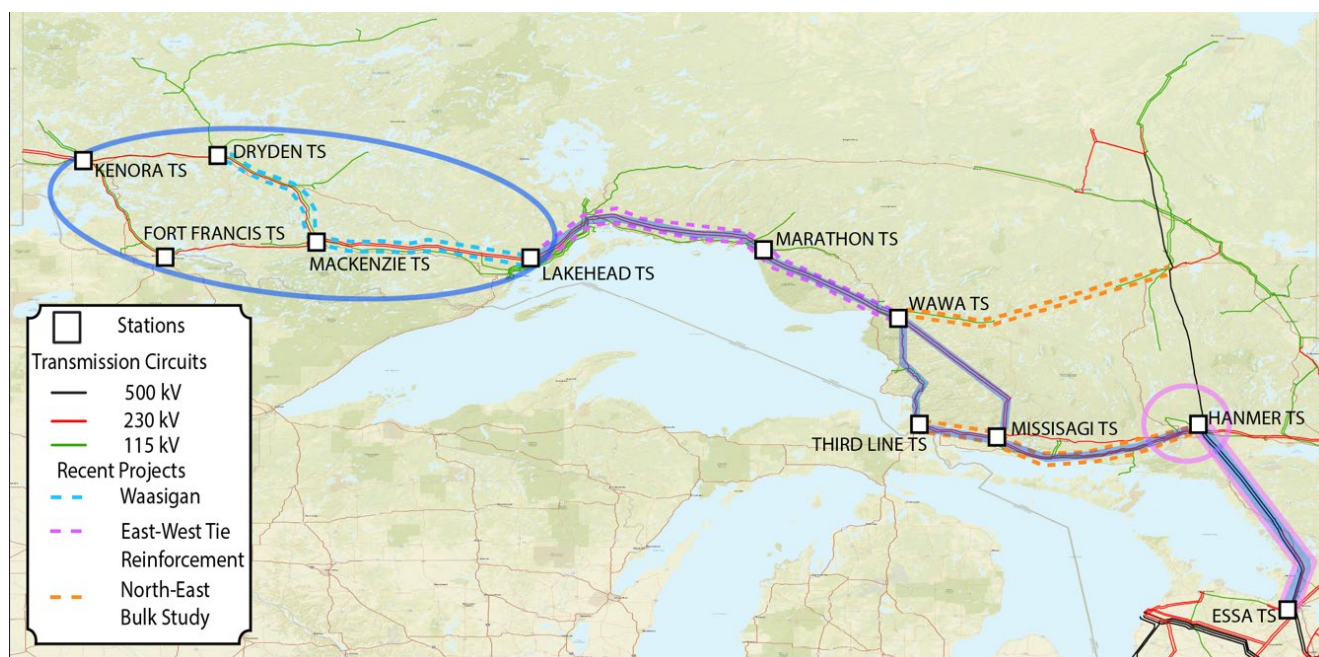 DRYDEN TS
KENORA TS
FORT FRANCIS TS
MACKENZIE TS
LAKEHEAD TS
MARATHON TS
WAWA TS
THIRD LINE TS
MISSISAGI TS
HANMER TS
ESSA TS
Stations
Transmission Circuits
500 kV
230 kV
115 kV
Recent Projects
Waasigan
East-West Tie
Reinforcement
North-East
Bulk Study